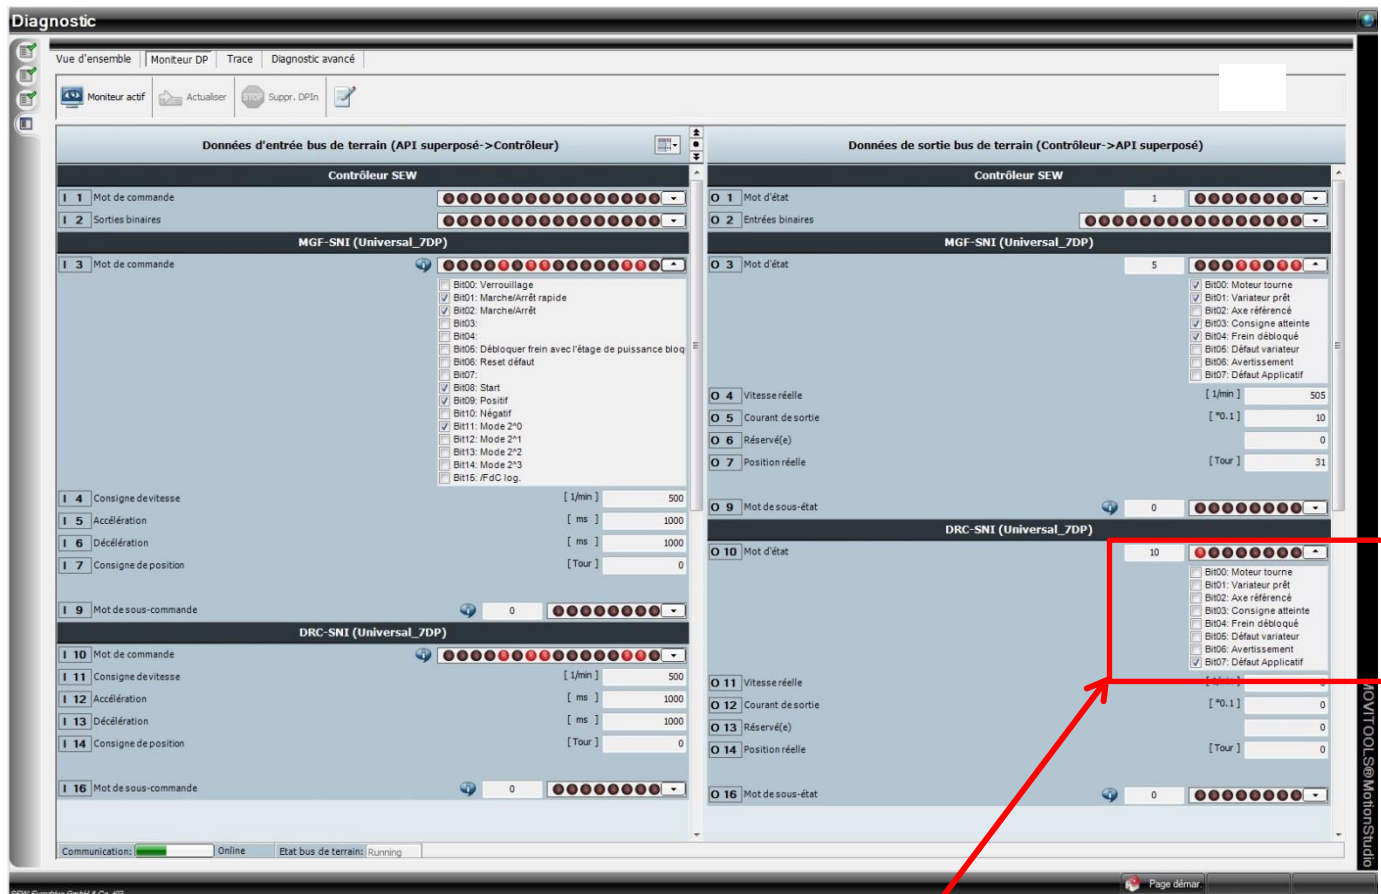 Diagnostic
Vue d'ensemble Moniteur DP Trace Diagnostic avancé
Moniteur actif Actualiser STOP Suppr. DPIn
Données d'entrée bus de terrain (API superposé->Contrôleur)
Contrôleur SEW
I 1 Mot de commande
I 2 Sorties binaires
MGF-SNI (Universal_7DP)
I 3 Mot de commande
Bit00: Verrouillage
Bit01: Marche/Arrêt rapide
Bit02: Marche/Arrêt
Bit03:
Bit04:
Bit05: Débloquer frein avec l'étage de puissance bloq
Bit06: Reset défaut
Bit07:
Bit08: Start
Bit09: Positif
Bit10: Négatif
Bit11: Mode 2^0
Bit12: Mode 2^1
Bit13: Mode 2^2
Bit14: Mode 2^3
Bit15: /FdC log.
I 4 Consigne de vitesse [ 1/min ] 500
I 5 Accélération [ ms ] 1000
I 6 Décélération [ ms ] 1000
I 7 Consigne de position [ Tour ] 0
I 9 Mot de sous-commande 0
DRC-SNI (Universal_7DP)
I 10 Mot de commande
I 11 Consigne de vitesse [ 1/min ] 500
I 12 Accélération [ ms ] 1000
I 13 Décélération [ ms ] 1000
I 14 Consigne de position [ Tour ] 0
I 16 Mot de sous-commande 0
Données de sortie bus de terrain (Contrôleur->API superposé)
Contrôleur SEW
O 1 Mot d'état 1
O 2 Entrées binaires
MGF-SNI (Universal_7DP)
O 3 Mot d'état 5
Bit00: Moteur tourne
Bit01: Variateur prêt
Bit02: Axe référencé
Bit03: Consigne atteinte
Bit04: Frein débloqué
Bit05: Défaut variateur
Bit06: Avertissement
Bit07: Défaut Applicatif
O 4 Vitesse réelle [ 1/min ] 505
O 5 Courant de sortie [ *0.1 ] 10
O 6 Réservé(e) 0
O 7 Position réelle [ Tour ] 31
O 9 Mot de sous-état 0
DRC-SNI (Universal_7DP)
O 10 Mot d'état 10
Bit00: Moteur tourne
Bit01: Variateur prêt
Bit02: Axe référencé
Bit03: Consigne atteinte
Bit04: Frein débloqué
Bit05: Défaut variateur
Bit06: Avertissement
Bit07: Défaut Applicatif
O 11 Vitesse réelle
O 12 Courant de sortie [ *0.1 ] 0
O 13 Réservé(e) 0
O 14 Position réelle [ Tour ] 0
O 16 Mot de sous-état 0
MOVITOOLS®MotionStudio
Communication: Online Etat bus de terrain: Running
Page démar.